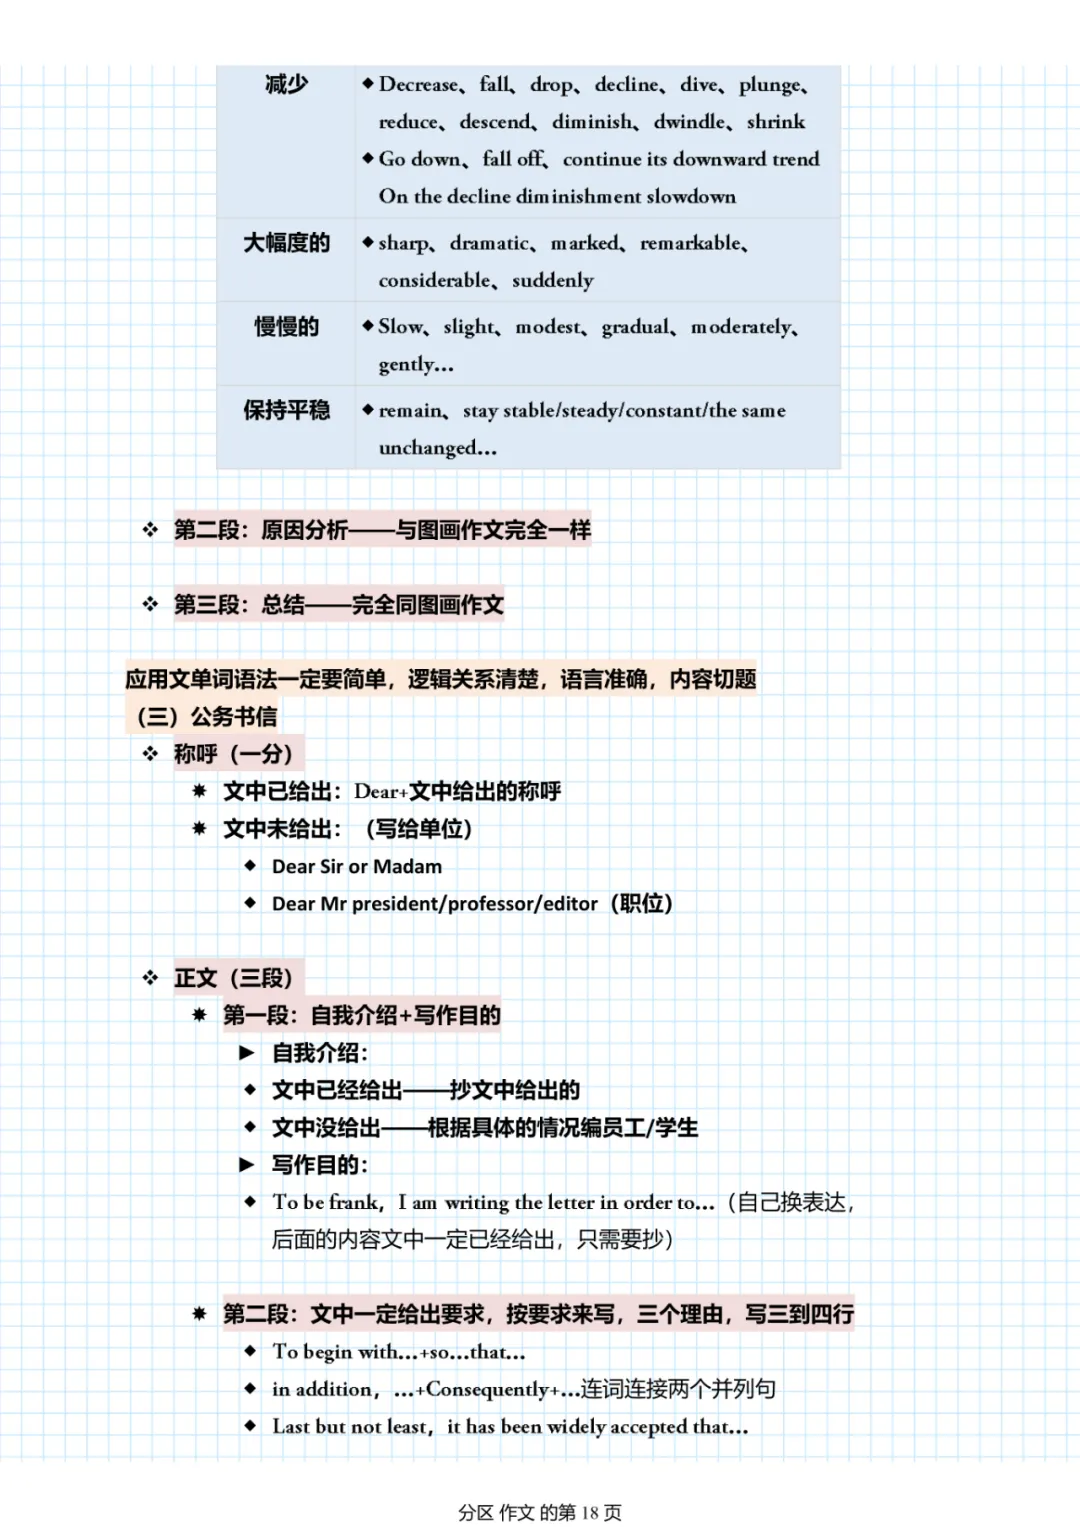 减少
◆ Decrease、fall、drop、decline、dive、plunge、
reduce、descend、diminish、dwindle、shrink
◆ Go down、fall off、continue its downward trend
On the decline diminishment slowdown
大幅度的
◆ sharp、dramatic、marked、remarkable、
considerable、suddenly
慢慢的
◆ Slow、slight、modest、gradual、moderately、
gently…
保持平稳
◆ remain、stay stable/steady/constant/the same
unchanged…
❖ 第二段：原因分析——与图画作文完全一样
❖ 第三段：总结——完全同图画作文
应用文单词语法一定要简单，逻辑关系清楚，语言准确，内容切题
（三）公务书信
❖ 称呼（一分）
✷ 文中已给出：Dear+文中给出的称呼
✷ 文中未给出：（写给单位）
◆ Dear Sir or Madam
◆ Dear Mr president/professor/editor（职位）
❖ 正文（三段）
✷ 第一段：自我介绍+写作目的
► 自我介绍：
◆ 文中已经给出——抄文中给出的
◆ 文中没给出——根据具体的情况编员工/学生
► 写作目的：
◆ To be frank，I am writing the letter in order to…（自己换表达，
后面的内容文中一定已经给出，只需要抄）
✷ 第二段：文中一定给出要求，按要求来写，三个理由，写三到四行
◆ To begin with…+so…that…
◆ in addition，…+Consequently+…连词连接两个并列句
◆ Last but not least，it has been widely accepted that…
分区 作文 的第 18 页